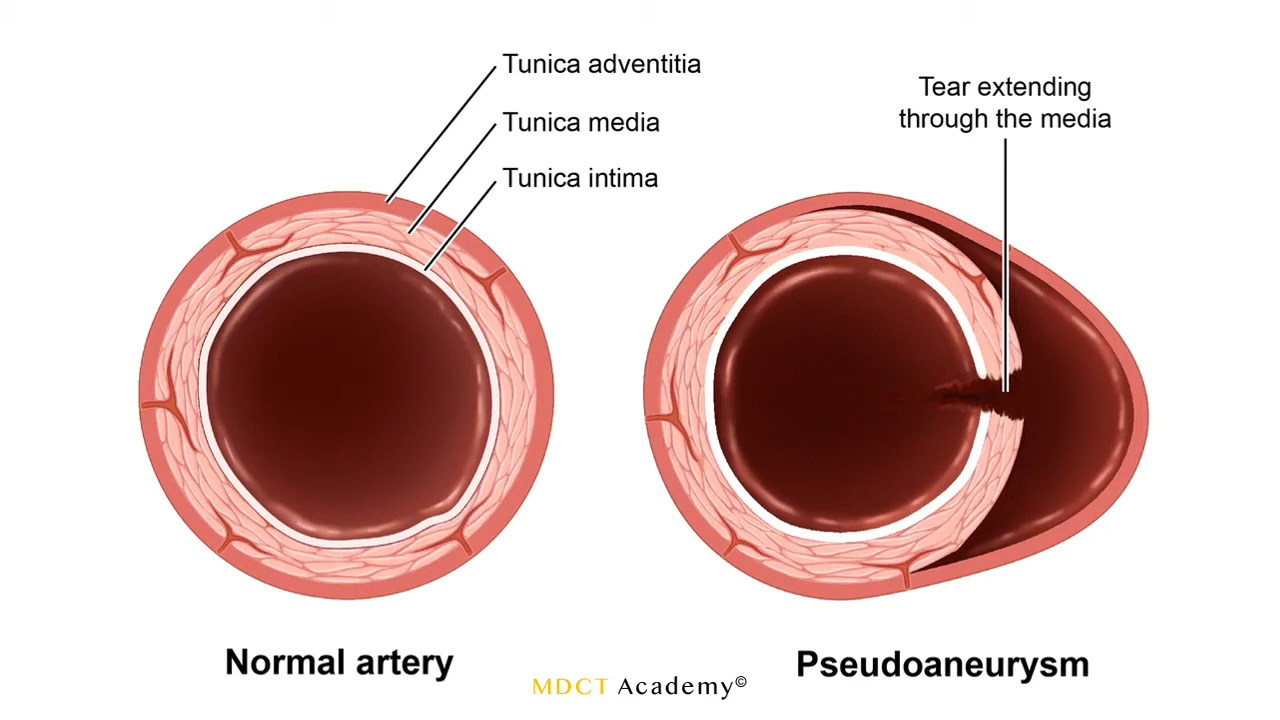 Tunica adventitia
Tunica media
Tunica intima
Tear extending
through the media
Normal artery
Pseudoaneurysm
MDCT Academy©